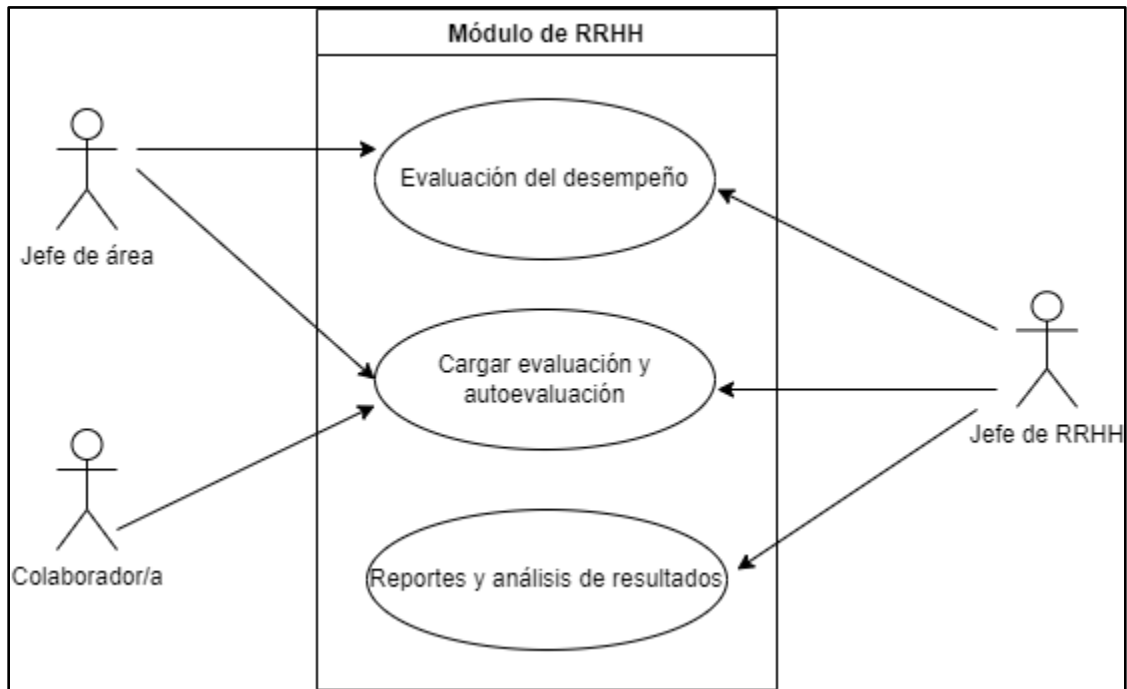 Módulo de RRHH
Evaluación del desempeño
Jefe de área
Cargar evaluación y
autoevaluación
Jefe de RRHH
Colaborador/a
Reportes y análisis de resultados